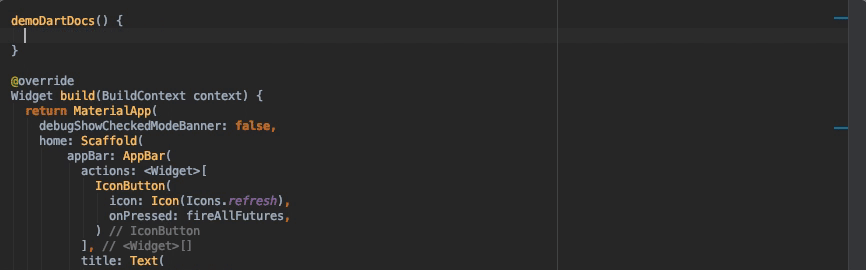 demoDartDocs() {
}
@override
Widget build(BuildContext context) {
return MaterialApp(
debugShowCheckedModeBanner: false,
home: Scaffold(
appBar: AppBar(
actions: <Widget>[
IconButton(
icon: Icon(Icons.refresh),
onPressed: fireAllFutures,
) // IconButton
], // <Widget>[]
title: Text(